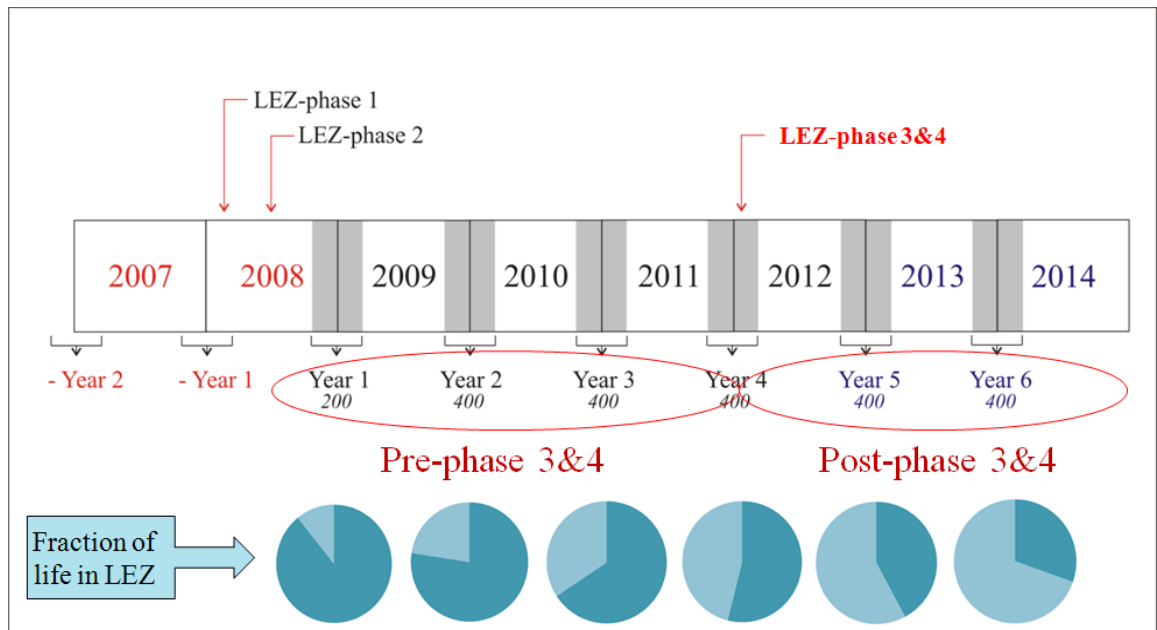 LEZ-phase 1
LEZ-phase 2
LEZ-phase 3&4
2007 2008 2009 2010 2011 2012 2013 2014
- Year 2 - Year 1 Year 1 Year 2 Year 3 Year 4 Year 5 Year 6
200 400 400 400 400 400
Pre-phase 3&4 Post-phase 3&4
Fraction of
life in LEZ